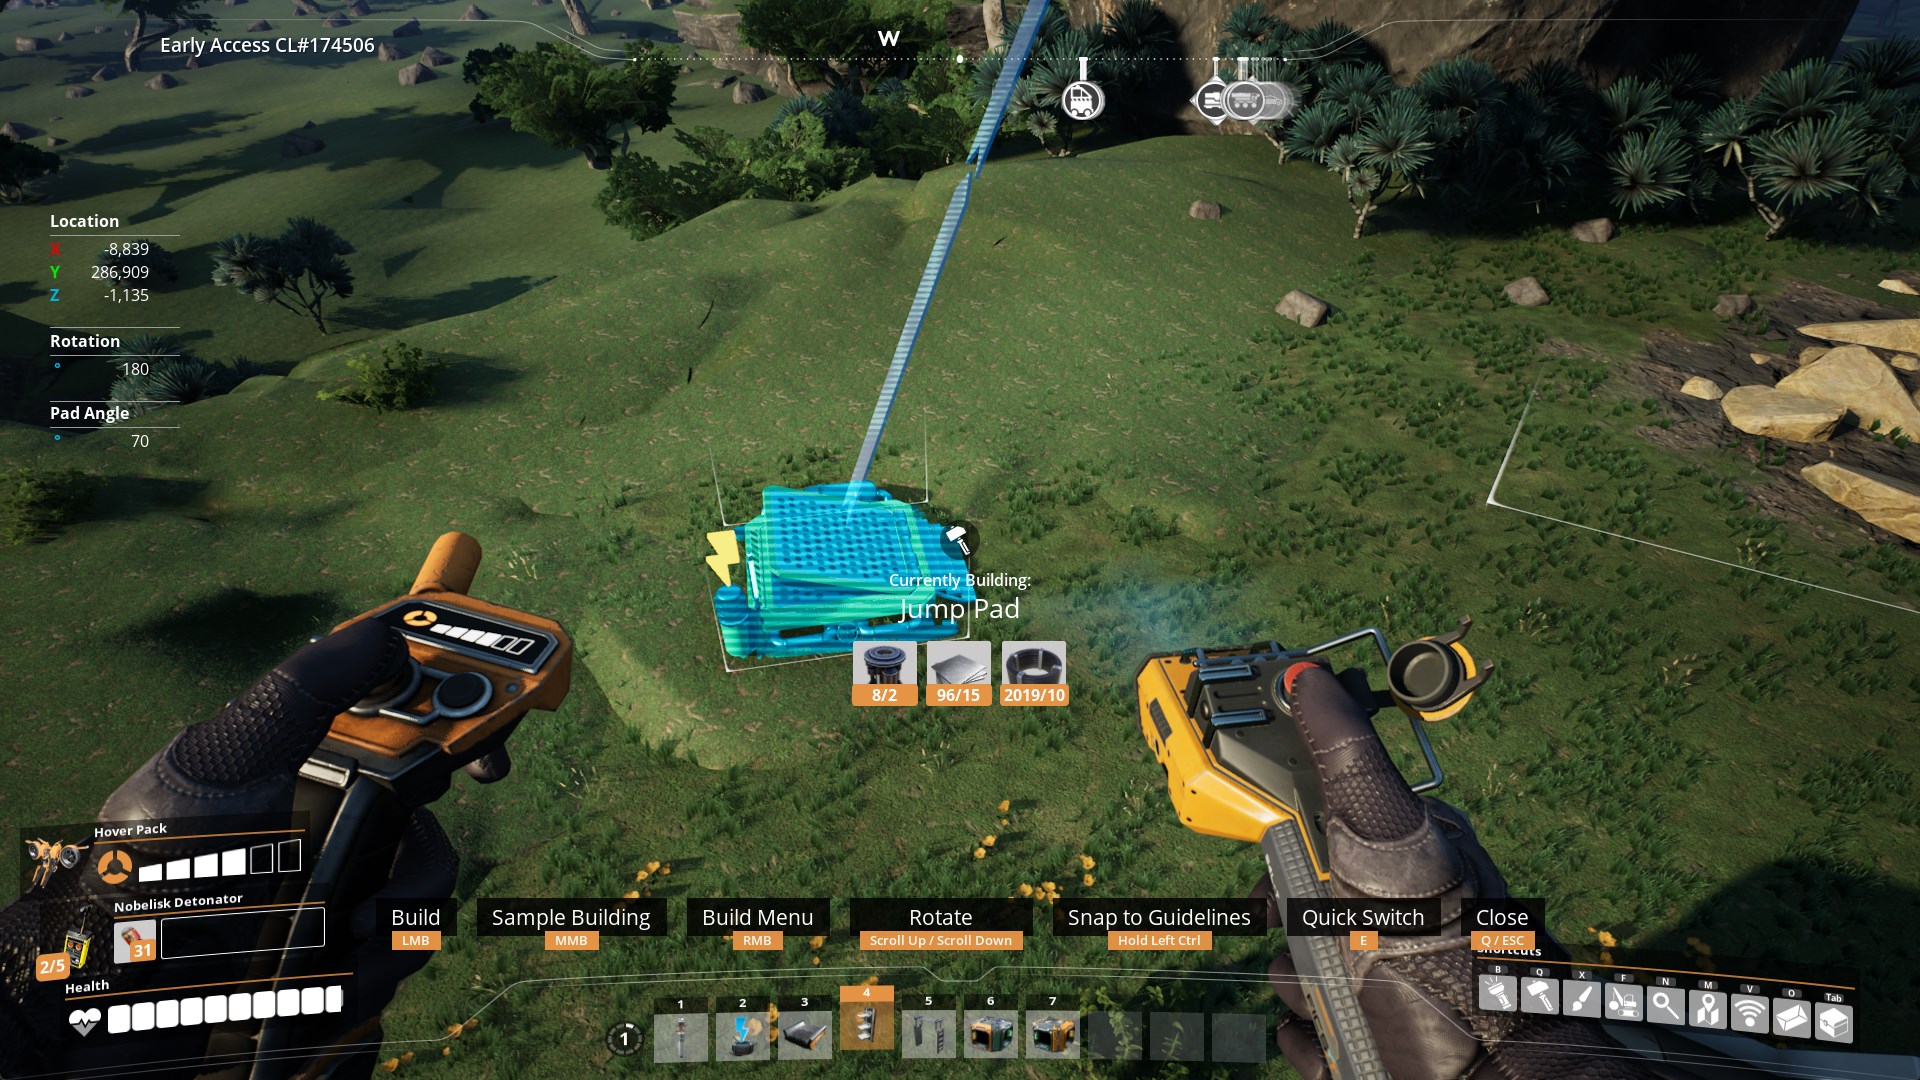 Early Access CL#174506
W
Location
X -8,839
Y 286,909
Z -1,135
Rotation
° 180
Pad Angle
° 70
Currently Building:
Jump Pad
8/2 96/15 2019/10
Hover Pack
Nobelisk Detonator
31
2/5
Health
Build
LMB
Sample Building
MMB
Build Menu
RMB
Rotate
Scroll Up / Scroll Down
Snap to Guidelines
Hold Left Ctrl
Quick Switch
E
Close
Q / ESC
Shortcuts
B Q X F N M V O Tab
1
1 2 3 4 5 6 7